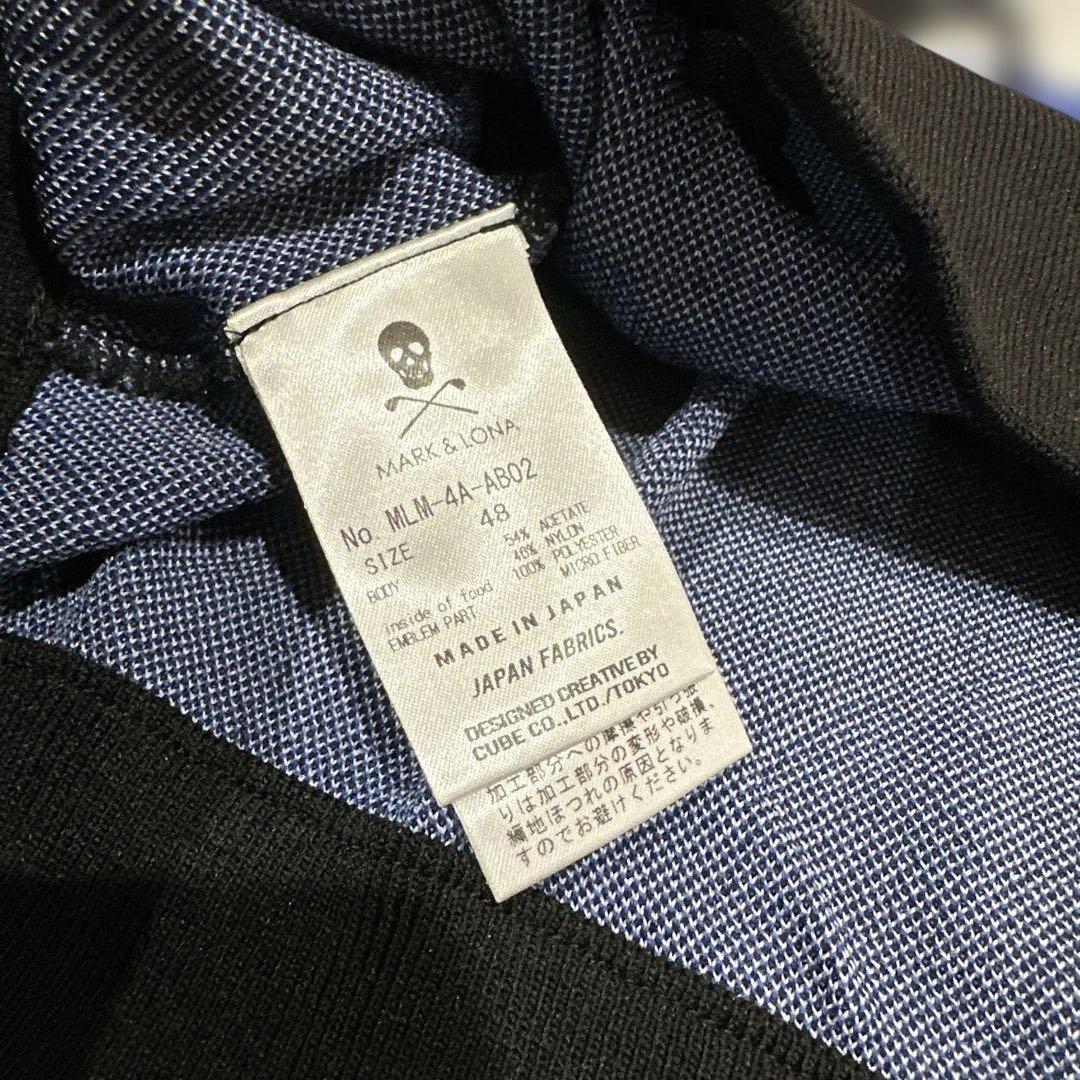 MARK & LONA
No. MLM-4A-AB02
SIZE 48
BODY 54% ACETATE
46% NYLON
inside of food 100% POLYESTER
EMBLEM PART MICRO FIBER
MADE IN JAPAN
JAPAN FABRICS.
DESIGNED CREATIVE BY
CUBE CO.,LTD./TOKYO
加工部分への摩擦や引っ張
りは加工部分の変形や破損、
編地ほつれの原因となりま
すのでお避けください。